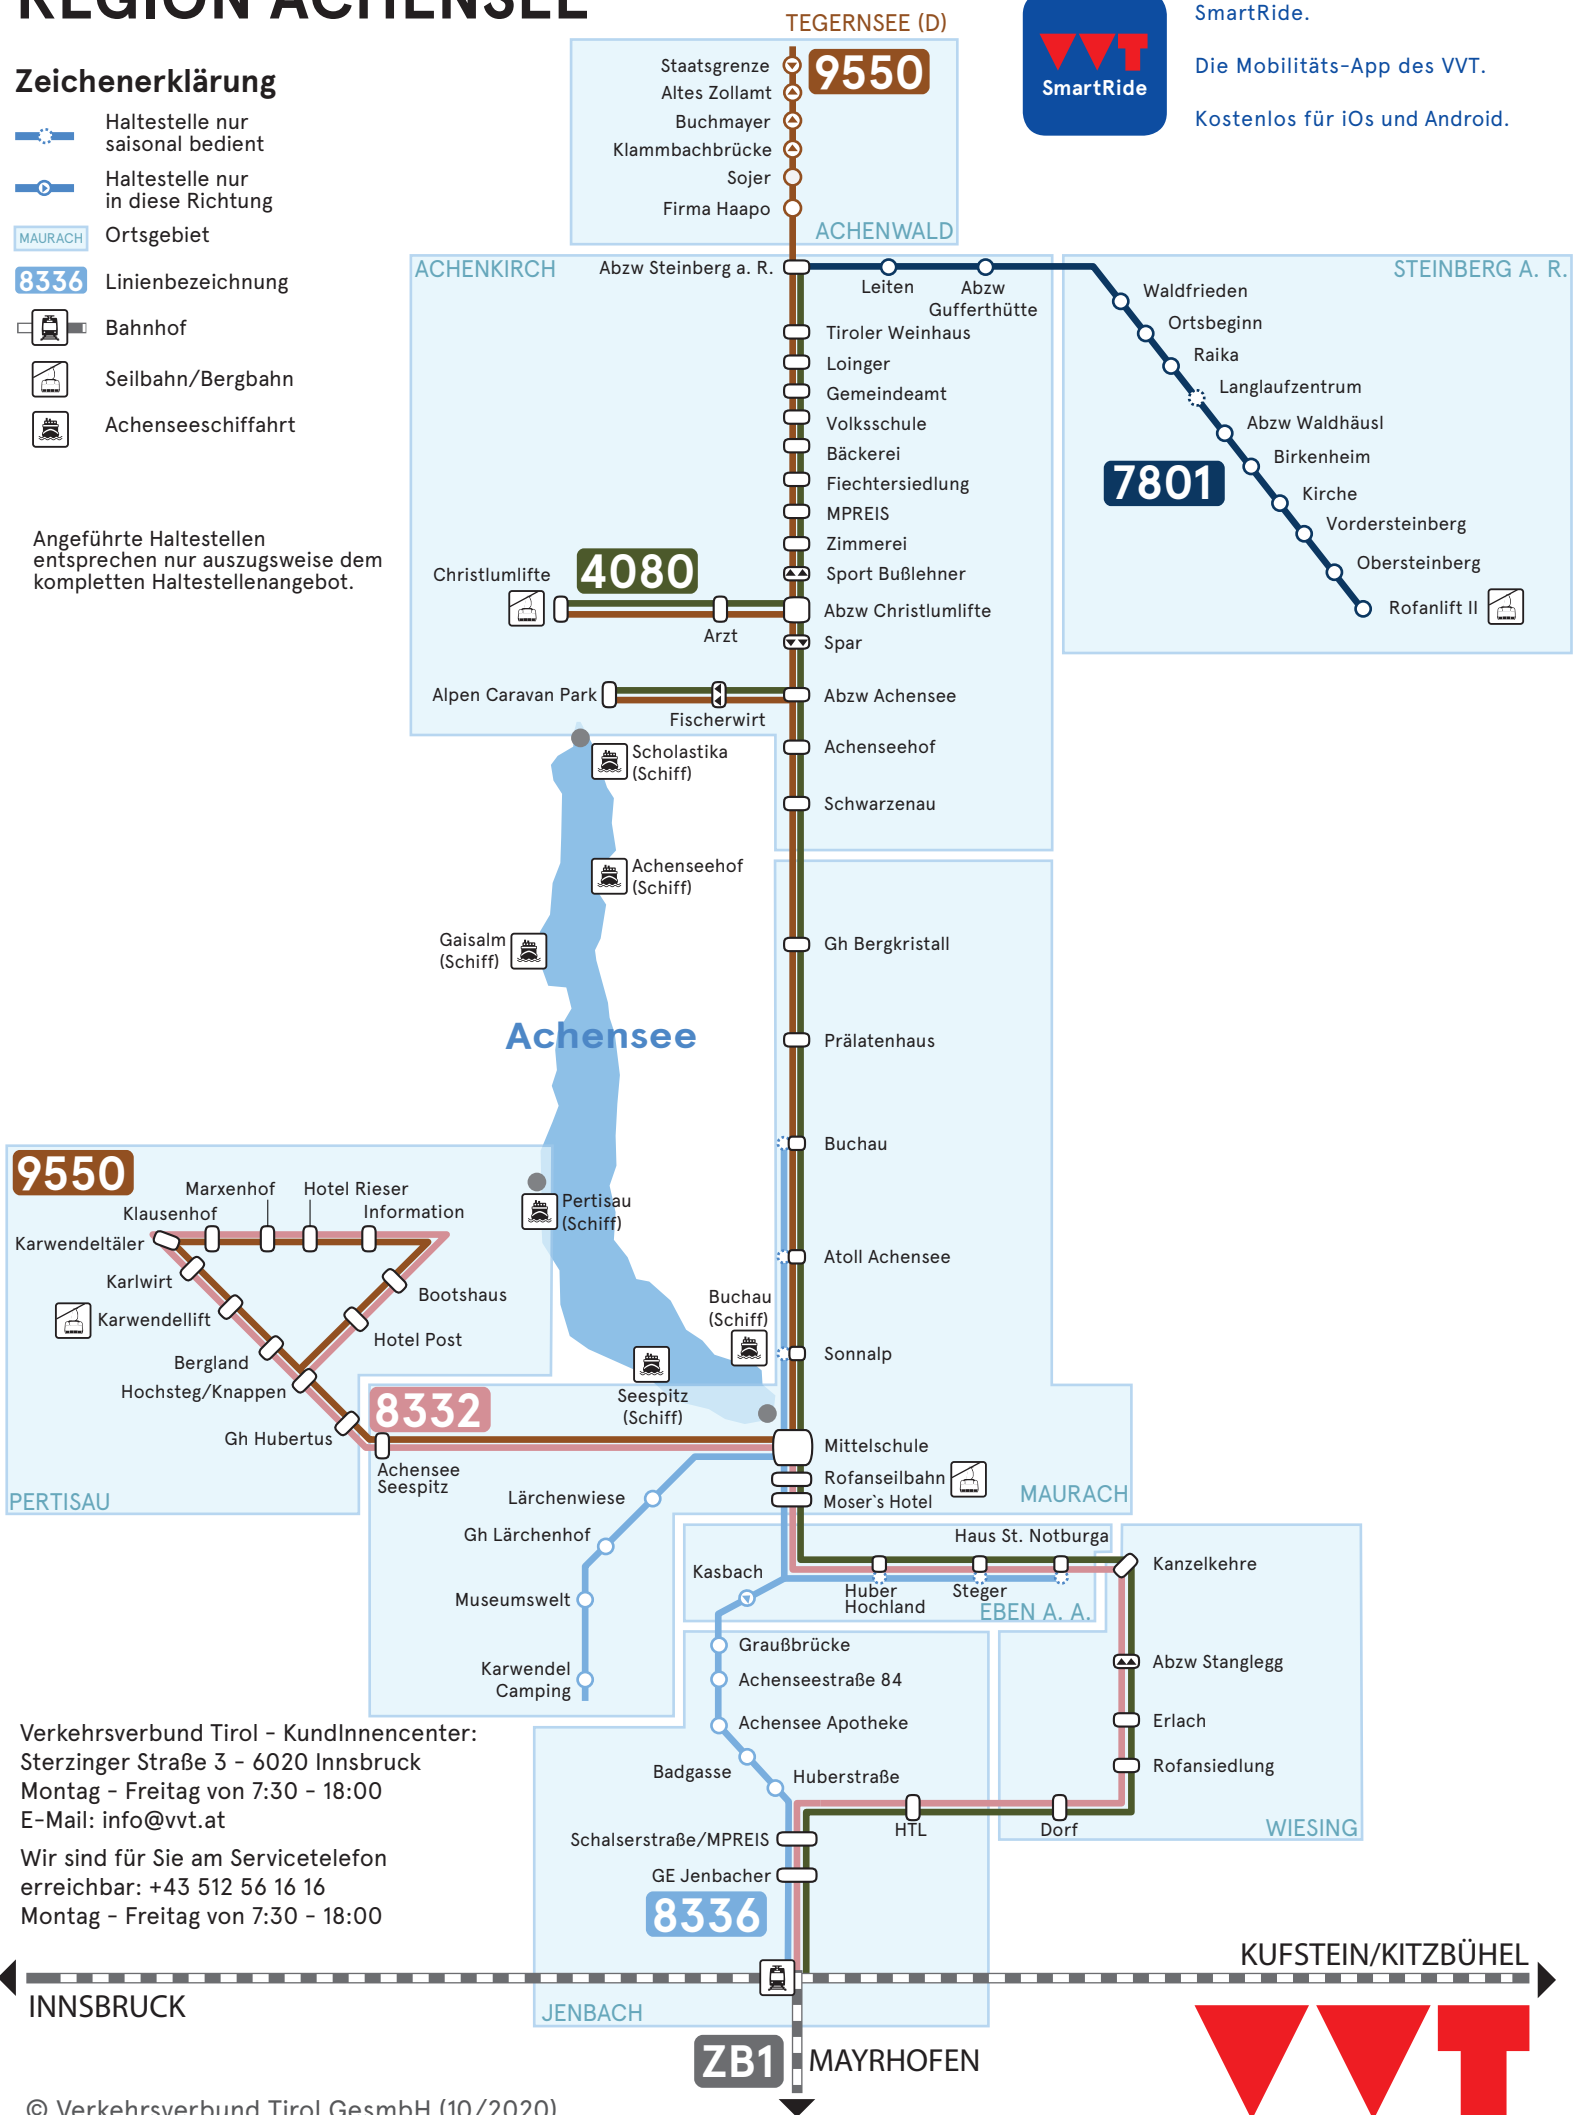 REGION ACHENSEE
Zeichenerklärung
Haltestelle nur
saisonal bedient
Haltestelle nur
in diese Richtung
MAURACH
Ortsgebiet
8336
Linienbezeichnung
Bahnhof
Seilbahn/Bergbahn
Achenseeschiffahrt
Angeführte Haltestellen
entsprechen nur auszugsweise dem
kompletten Haltestellenangebot.
VVT
SmartRide
SmartRide.
Die Mobilitäts-App des VVT.
Kostenlos für iOs und Android.
TEGERNSEE (D)
9550
Staatsgrenze
Altes Zollamt
Buchmayer
Klammbachbrücke
Sojer
Firma Haapo
ACHENWALD
ACHENKIRCH
Abzw Steinberg a. R.
Leiten
Abzw
Gufferthütte
STEINBERG A. R.
Waldfrieden
Ortsbeginn
Raika
Langlaufzentrum
Abzw Waldhäusl
Birkenheim
Kirche
Vordersteinberg
Obersteinberg
Rofanlift II
7801
Tiroler Weinhaus
Loinger
Gemeindeamt
Volksschule
Bäckerei
Fiechtersiedlung
MPREIS
Zimmerei
Sport Bußlehner
Abzw Christlumlifte
Spar
Abzw Achensee
Achenseehof
Schwarzenau
Christlumlifte
4080
Arzt
Alpen Caravan Park
Fischerwirt
Scholastika
(Schiff)
Achenseehof
(Schiff)
Gaisalm
(Schiff)
Achensee
Gh Bergkristall
Prälatenhaus
Buchau
Atoll Achensee
Sonnalp
Pertisau
(Schiff)
Buchau
(Schiff)
Seespitz
(Schiff)
9550
Marxenhof
Hotel Rieser
Klausenhof
Information
Karwendeltäler
Karlwirt
Karwendellift
Bergland
Hochsteg/Knappen
Gh Hubertus
Bootshaus
Hotel Post
PERTISAU
8332
Achensee
Seespitz
Mittelschule
Rofanseilbahn
Moser`s Hotel
MAURACH
Lärchenwiese
Gh Lärchenhof
Museumswelt
Karwendel
Camping
Haus St. Notburga
Kasbach
Huber
Hochland
Steger
EBEN A. A.
Kanzelkehre
Abzw Stanglegg
Erlach
Rofansiedlung
WIESING
Graußbrücke
Achenseestraße 84
Achensee Apotheke
Badgasse
Huberstraße
HTL
Dorf
Schalserstraße/MPREIS
GE Jenbacher
8336
JENBACH
Verkehrsverbund Tirol - KundInnencenter:
Sterzinger Straße 3 - 6020 Innsbruck
Montag - Freitag von 7:30 - 18:00
E-Mail: info@vvt.at
Wir sind für Sie am Servicetelefon
erreichbar: +43 512 56 16 16
Montag - Freitag von 7:30 - 18:00
INNSBRUCK
KUFSTEIN/KITZBÜHEL
ZB1
MAYRHOFEN
VVT
© Verkehrsverbund Tirol GesmbH (10/2020)